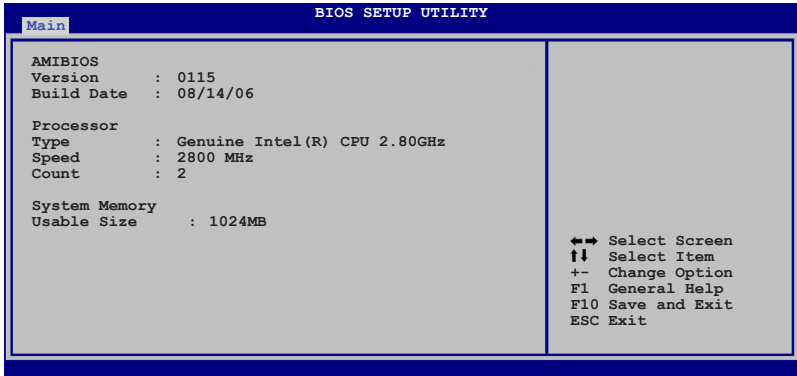 BIOS SETUP UTILITY
Main
AMIBIOS
Version : 0115
Build Date : 08/14/06
Processor
Type : Genuine Intel(R) CPU 2.80GHz
Speed : 2800 MHz
Count : 2
System Memory
Usable Size : 1024MB
←→ Select Screen
↑↓ Select Item
+- Change Option
F1 General Help
F10 Save and Exit
ESC Exit